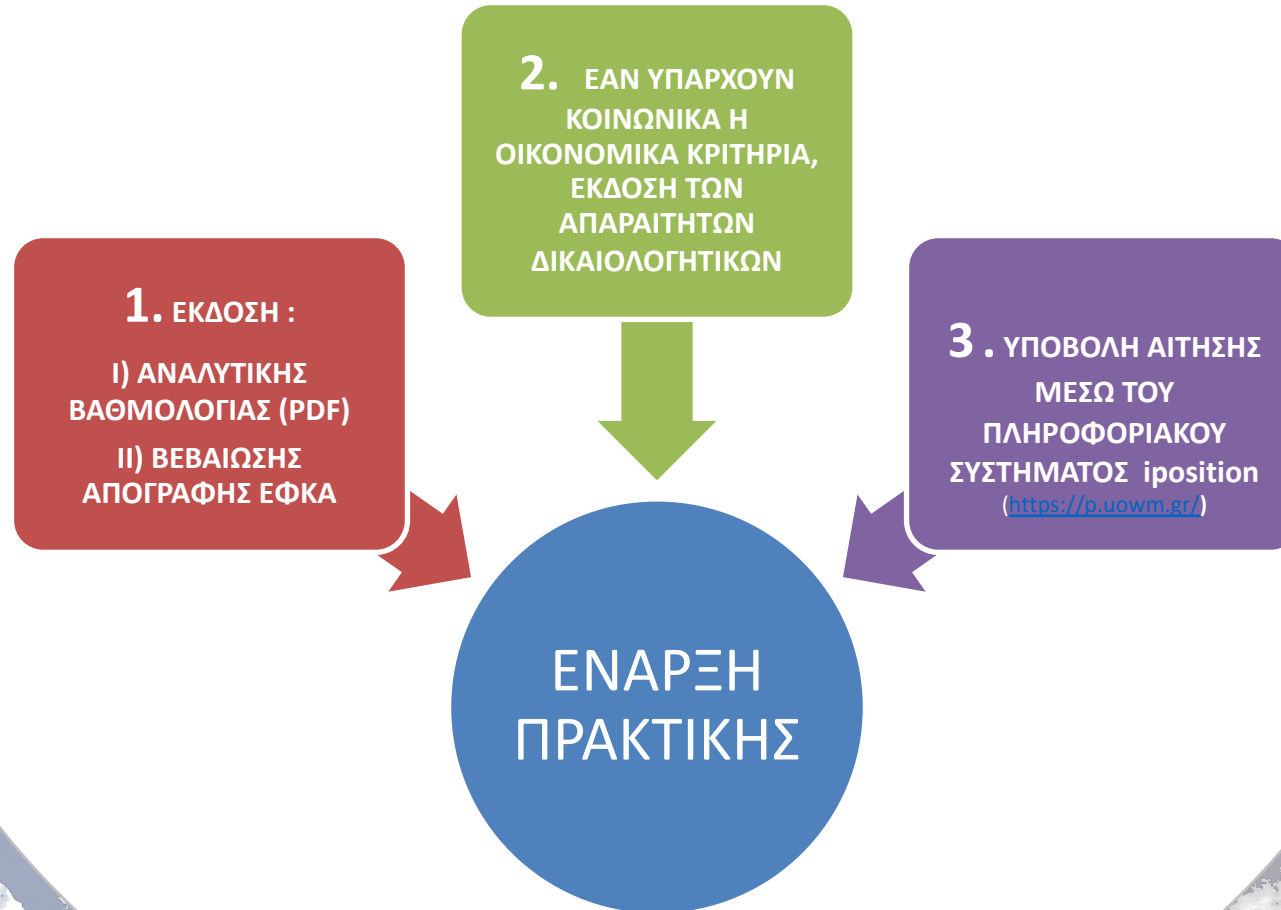 1. ΕΚΔΟΣΗ :
Ι) ΑΝΑΛΥΤΙΚΗΣ
ΒΑΘΜΟΛΟΓΙΑΣ (PDF)
ΙΙ) ΒΕΒΑΙΩΣΗΣ
ΑΠΟΓΡΑΦΗΣ ΕΦΚΑ
2. ΕΑΝ ΥΠΑΡΧΟΥΝ
ΚΟΙΝΩΝΙΚΑ Η
ΟΙΚΟΝΟΜΙΚΑ ΚΡΙΤΗΡΙΑ,
ΕΚΔΟΣΗ ΤΩΝ
ΑΠΑΡΑΙΤΗΤΩΝ
ΔΙΚΑΙΟΛΟΓΗΤΙΚΩΝ
3 . ΥΠΟΒΟΛΗ ΑΙΤΗΣΗΣ
ΜΕΣΩ ΤΟΥ
ΠΛΗΡΟΦΟΡΙΑΚΟΥ
ΣΥΣΤΗΜΑΤΟΣ iposition
(https://p.uowm.gr/)
ΕΝΑΡΞΗ
ΠΡΑΚΤΙΚΗΣ